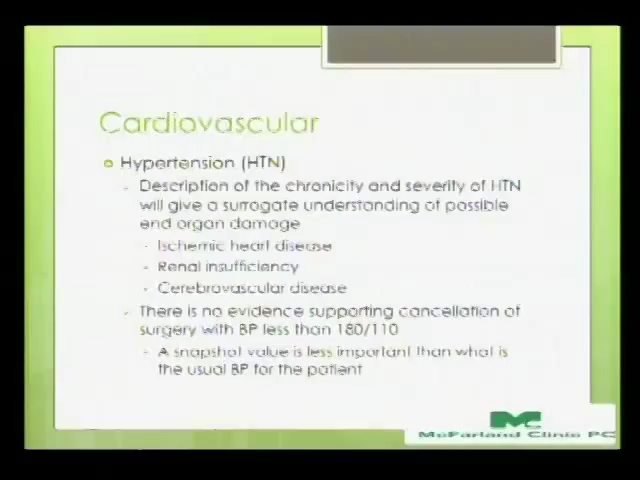 Cardiovascular
Hypertension (HTN)
Description of the chronicity and severity of HTN
will give a surrogate understanding of possible
end organ damage
Ischemic heart disease
Renal insufficiency
Cerebrovascular disease
There is no evidence supporting cancellation of
surgery with BP less than 180/110
A snapshot value is less important than what is
the usual BP for the patient
McFarland Clinic PC